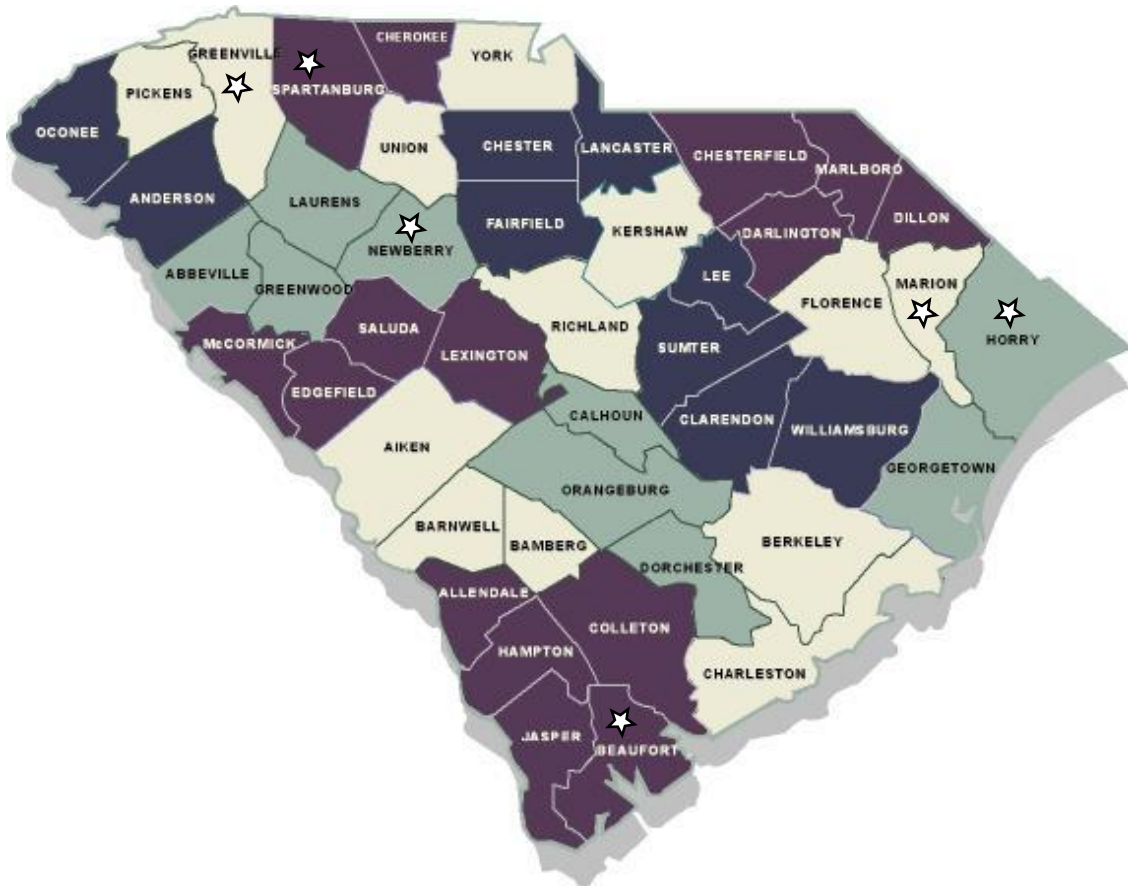 CHEROKEE
GREENVILLE
YORK
SPARTANBURG
PICKENS
OCONEE
UNION
CHESTER
LANCASTER
CHESTERFIELD
MARLBORO
ANDERSON
LAURENS
DILLON
FAIRFIELD
KERSHAW
DARLINGTON
NEWBERRY
ABBEVILLE
LEE
GREENWOOD
MARION
FLORENCE
RICHLAND
SALUDA
McCORMICK
LEXINGTON
SUMTER
HORRY
EDGEFIELD
CALHOUN
CLARENDON
WILLIAMSBURG
AIKEN
GEORGETOWN
ORANGEBURG
BARNWELL
BAMBERG
BERKELEY
DORCHESTER
ALLENDALE
COLLETON
HAMPTON
CHARLESTON
JASPER
BEAUFORT